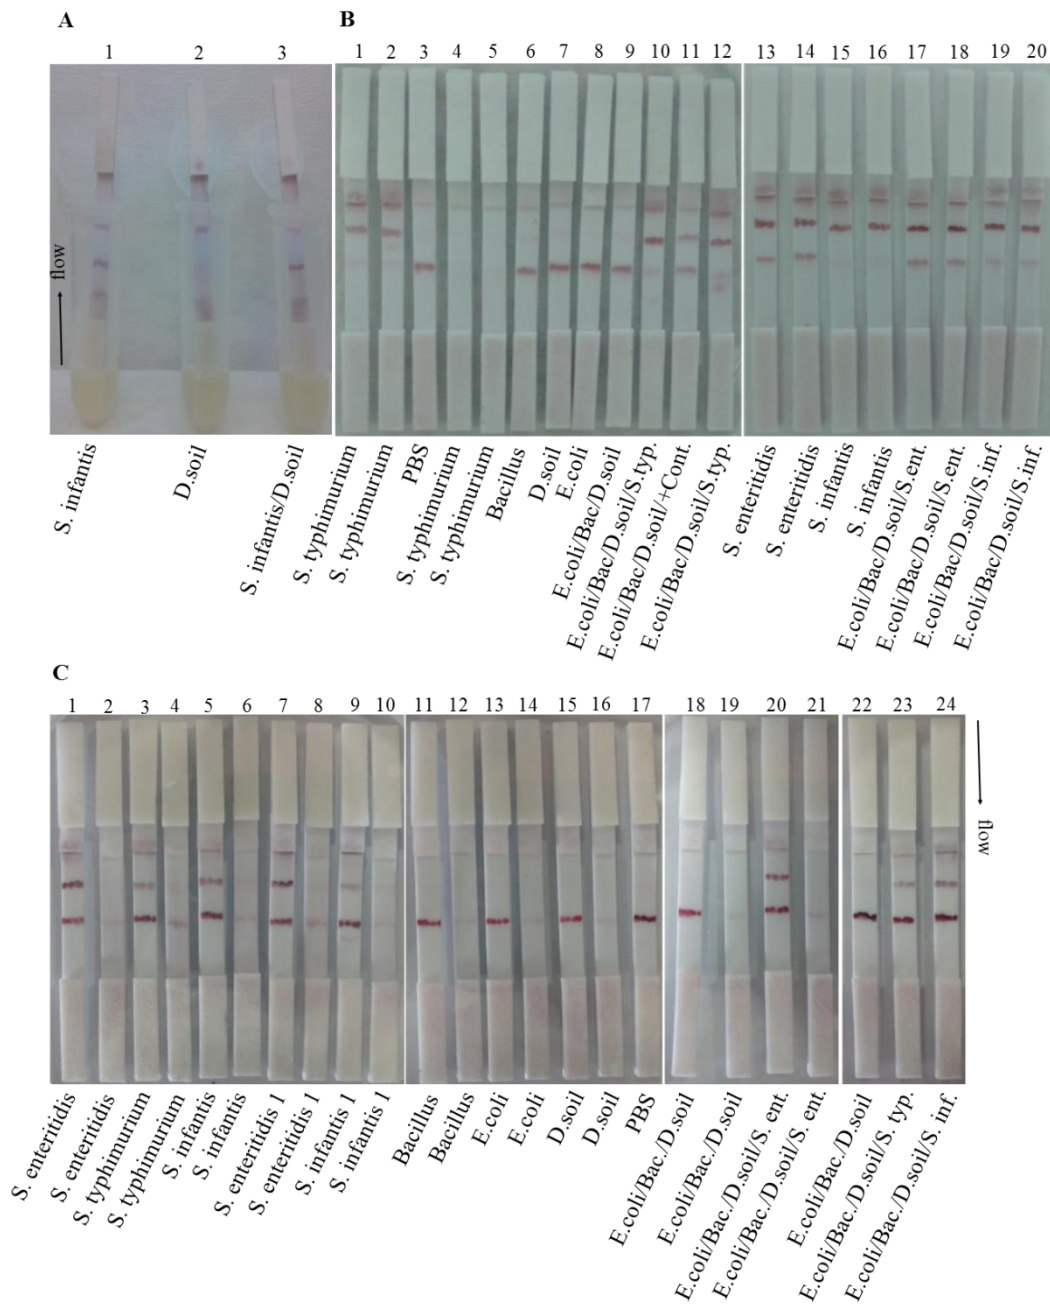 A
B
1 2 3
1 2 3 4 5 6 7 8 9 10 11 12
13 14 15 16 17 18 19 20
flow
S. infantis
D.soil
S. infantis/D.soil
S. typhimurium
S. typhimurium
PBS
S. typhimurium
S. typhimurium
Bacillus
D.soil
E.coli
E.coli/Bac/D.soil
E.coli/Bac/D.soil/S.typ.
E.coli/Bac/D.soil/+Cont.
E.coli/Bac/D.soil/S.typ.
S. enteritidis
S. enteritidis
S. infantis
S. infantis
E.coli/Bac/D.soil/S.ent.
E.coli/Bac/D.soil/S.ent.
E.coli/Bac/D.soil/S.inf.
E.coli/Bac/D.soil/S.inf.
C
1 2 3 4 5 6 7 8 9 10
11 12 13 14 15 16 17
18 19 20 21
22 23 24
flow
S. enteritidis
S. enteritidis
S. typhimurium
S. typhimurium
S. infantis
S. infantis
S. enteritidis 1
S. enteritidis 1
S. infantis 1
S. infantis 1
Bacillus
Bacillus
E.coli
E.coli
D.soil
D.soil
PBS
E.coli/Bac./D.soil
E.coli/Bac./D.soil
E.coli/Bac./D.soil/S. ent.
E.coli/Bac./D.soil/S. ent.
E.coli/Bac./D.soil
E.coli/Bac./D.soil/S. typ.
E.coli/Bac./D.soil/S. inf.